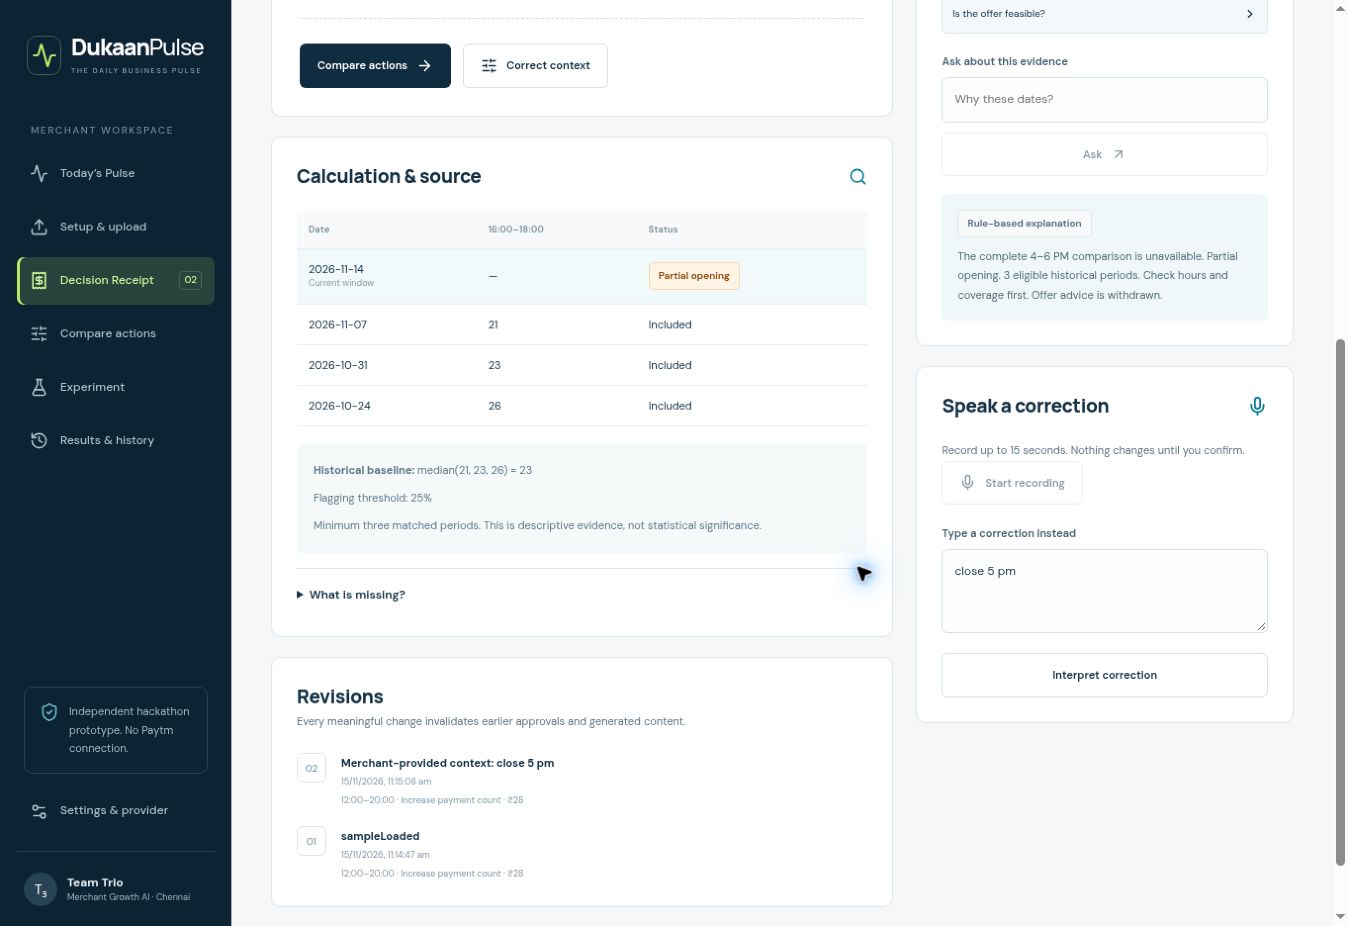 DukaanPulse
THE DAILY BUSINESS PULSE
MERCHANT WORKSPACE
Today's Pulse
Setup & upload
Decision Receipt 02
Compare actions
Experiment
Results & history
Independent hackathon
prototype. No Paytm
connection.
Settings & provider
T3
Team Trio
Merchant Growth AI · Chennai
Compare actions
Correct context
Calculation & source
Date 16:00–18:00 Status
2026-11-14 — Partial opening
Current window
2026-11-07 21 Included
2026-10-31 23 Included
2026-10-24 26 Included
Historical baseline: median(21, 23, 26) = 23
Flagging threshold: 25%
Minimum three matched periods. This is descriptive evidence, not statistical significance.
What is missing?
Revisions
Every meaningful change invalidates earlier approvals and generated content.
02
Merchant-provided context: close 5 pm
15/11/2026, 11:15:08 am
12:00–20:00 · Increase payment count · ₹28
01
sampleLoaded
15/11/2026, 11:14:47 am
12:00–20:00 · Increase payment count · ₹28
Is the offer feasible?
Ask about this evidence
Why these dates?
Ask
Rule-based explanation
The complete 4–6 PM comparison is unavailable. Partial
opening. 3 eligible historical periods. Check hours and
coverage first. Offer advice is withdrawn.
Speak a correction
Record up to 15 seconds. Nothing changes until you confirm.
Start recording
Type a correction instead
close 5 pm
Interpret correction